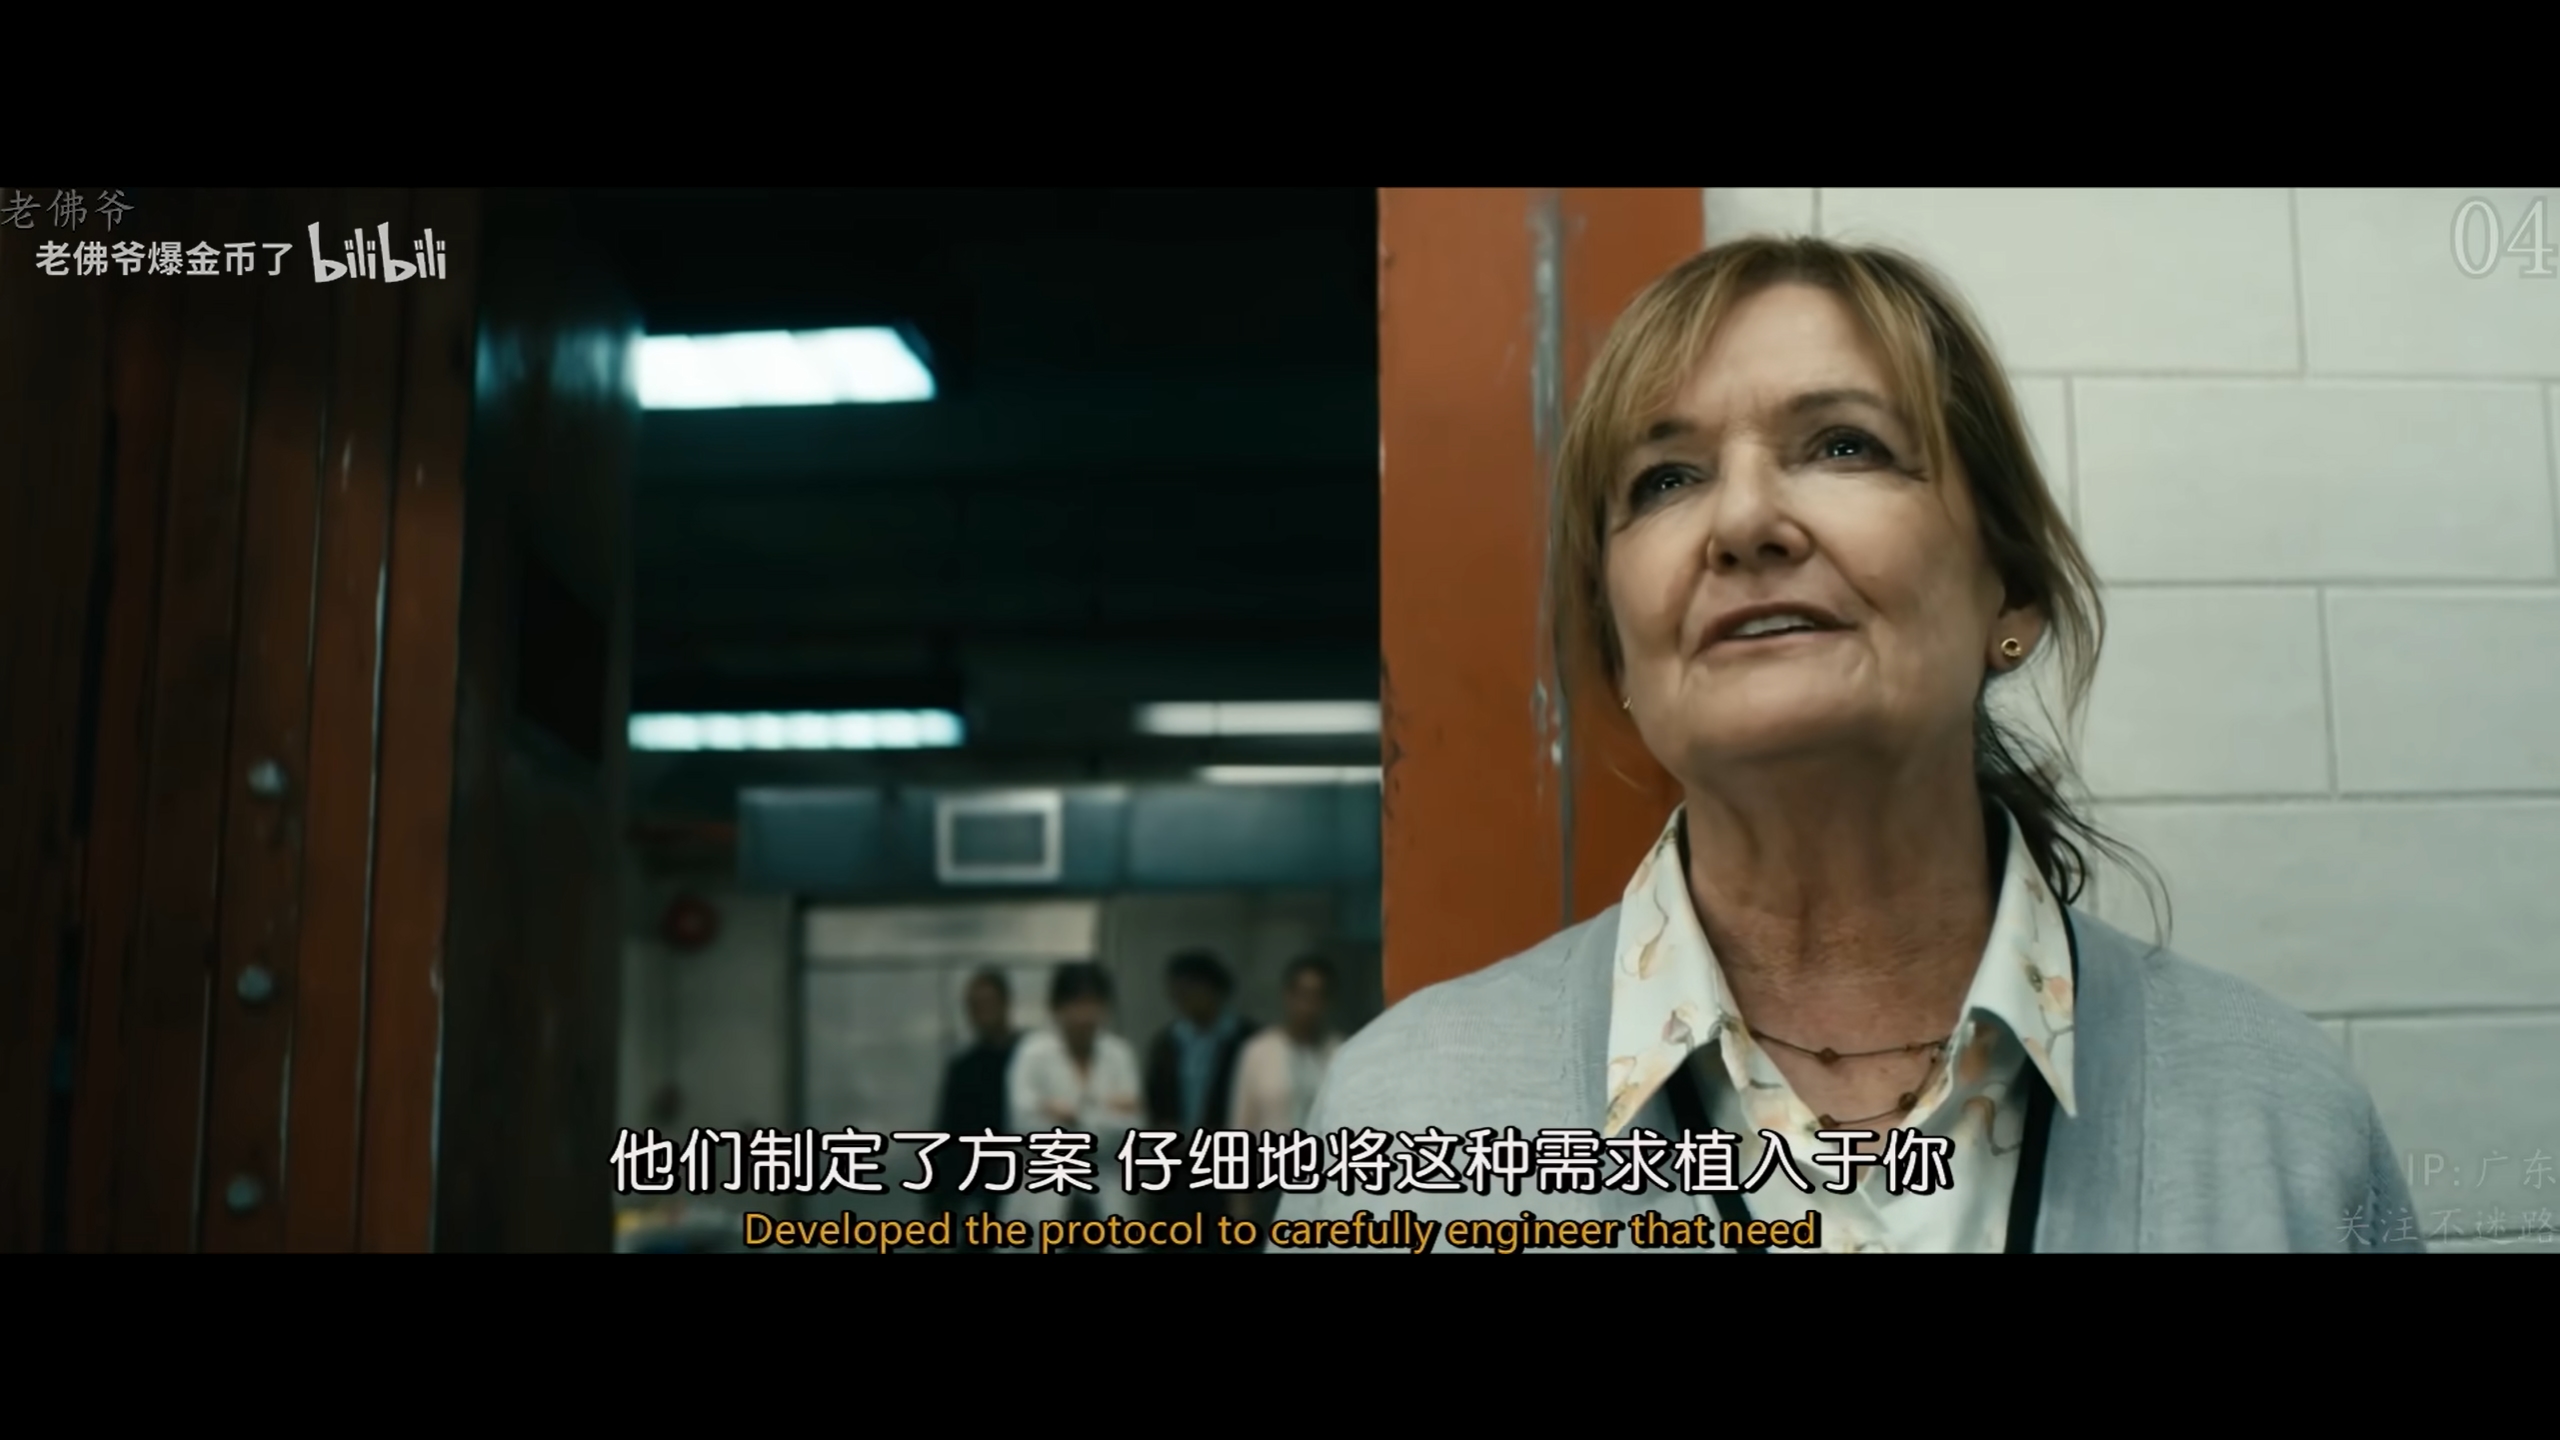 老佛爷
老佛爷爆金币了 bilibili
04
他们制定了方案 仔细地将这种需求植入于你
Developed the protocol to carefully engineer that need
IP:广东
关注不迷路